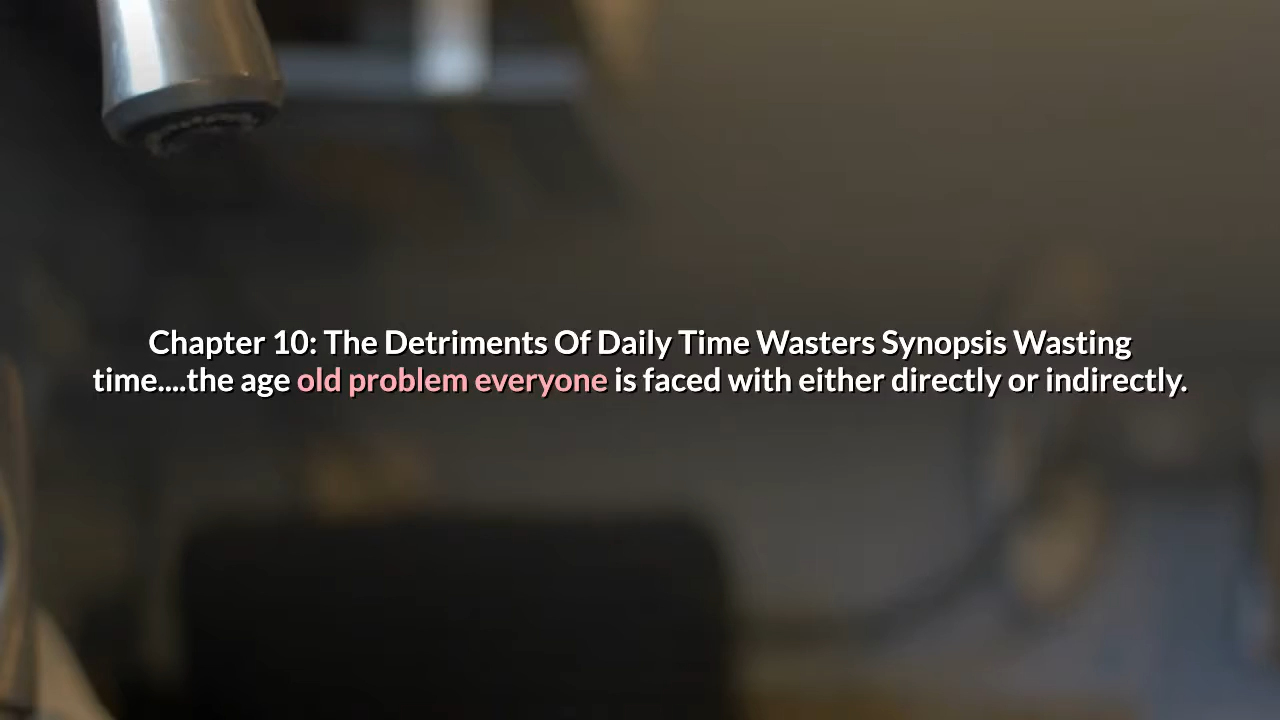 Chapter 10: The Detriments Of Daily Time Wasters Synopsis Wasting
time....the age old problem everyone is faced with either directly or indirectly.